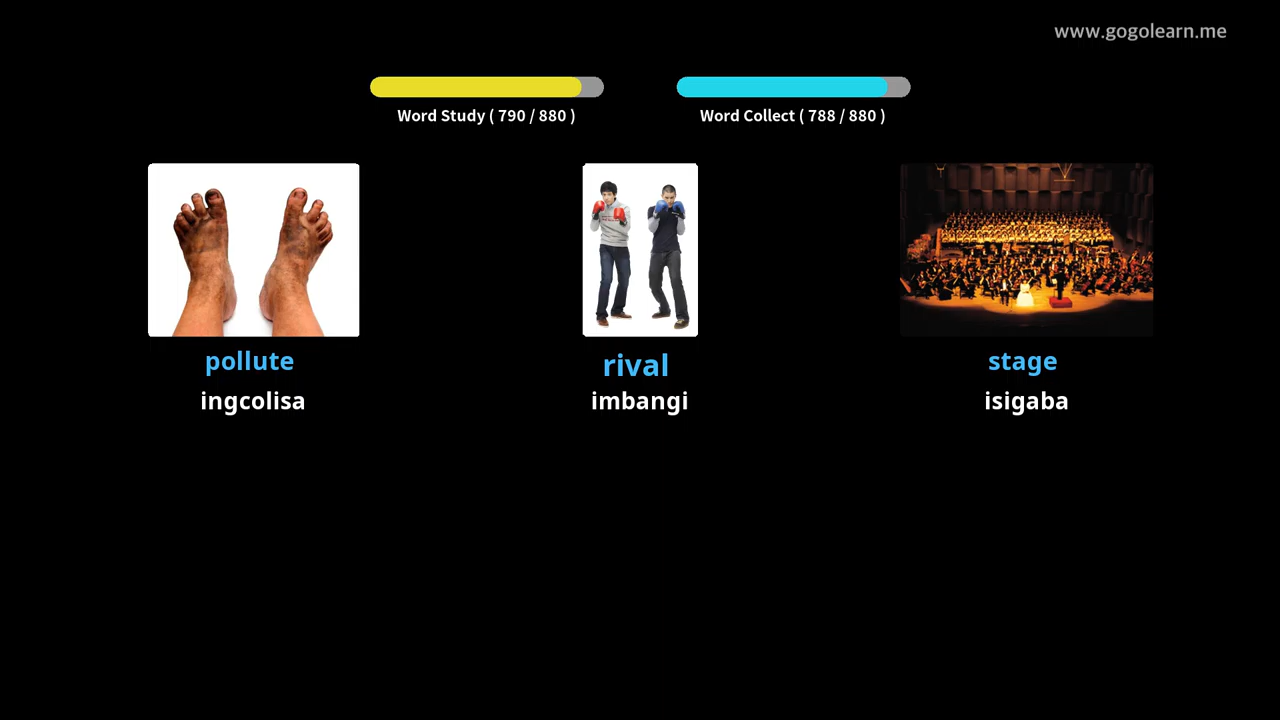 www.gogolearn.me
Word Study ( 790 / 880 )
Word Collect ( 788 / 880 )
pollute
ingcolisa
rival
imbangi
stage
isigaba